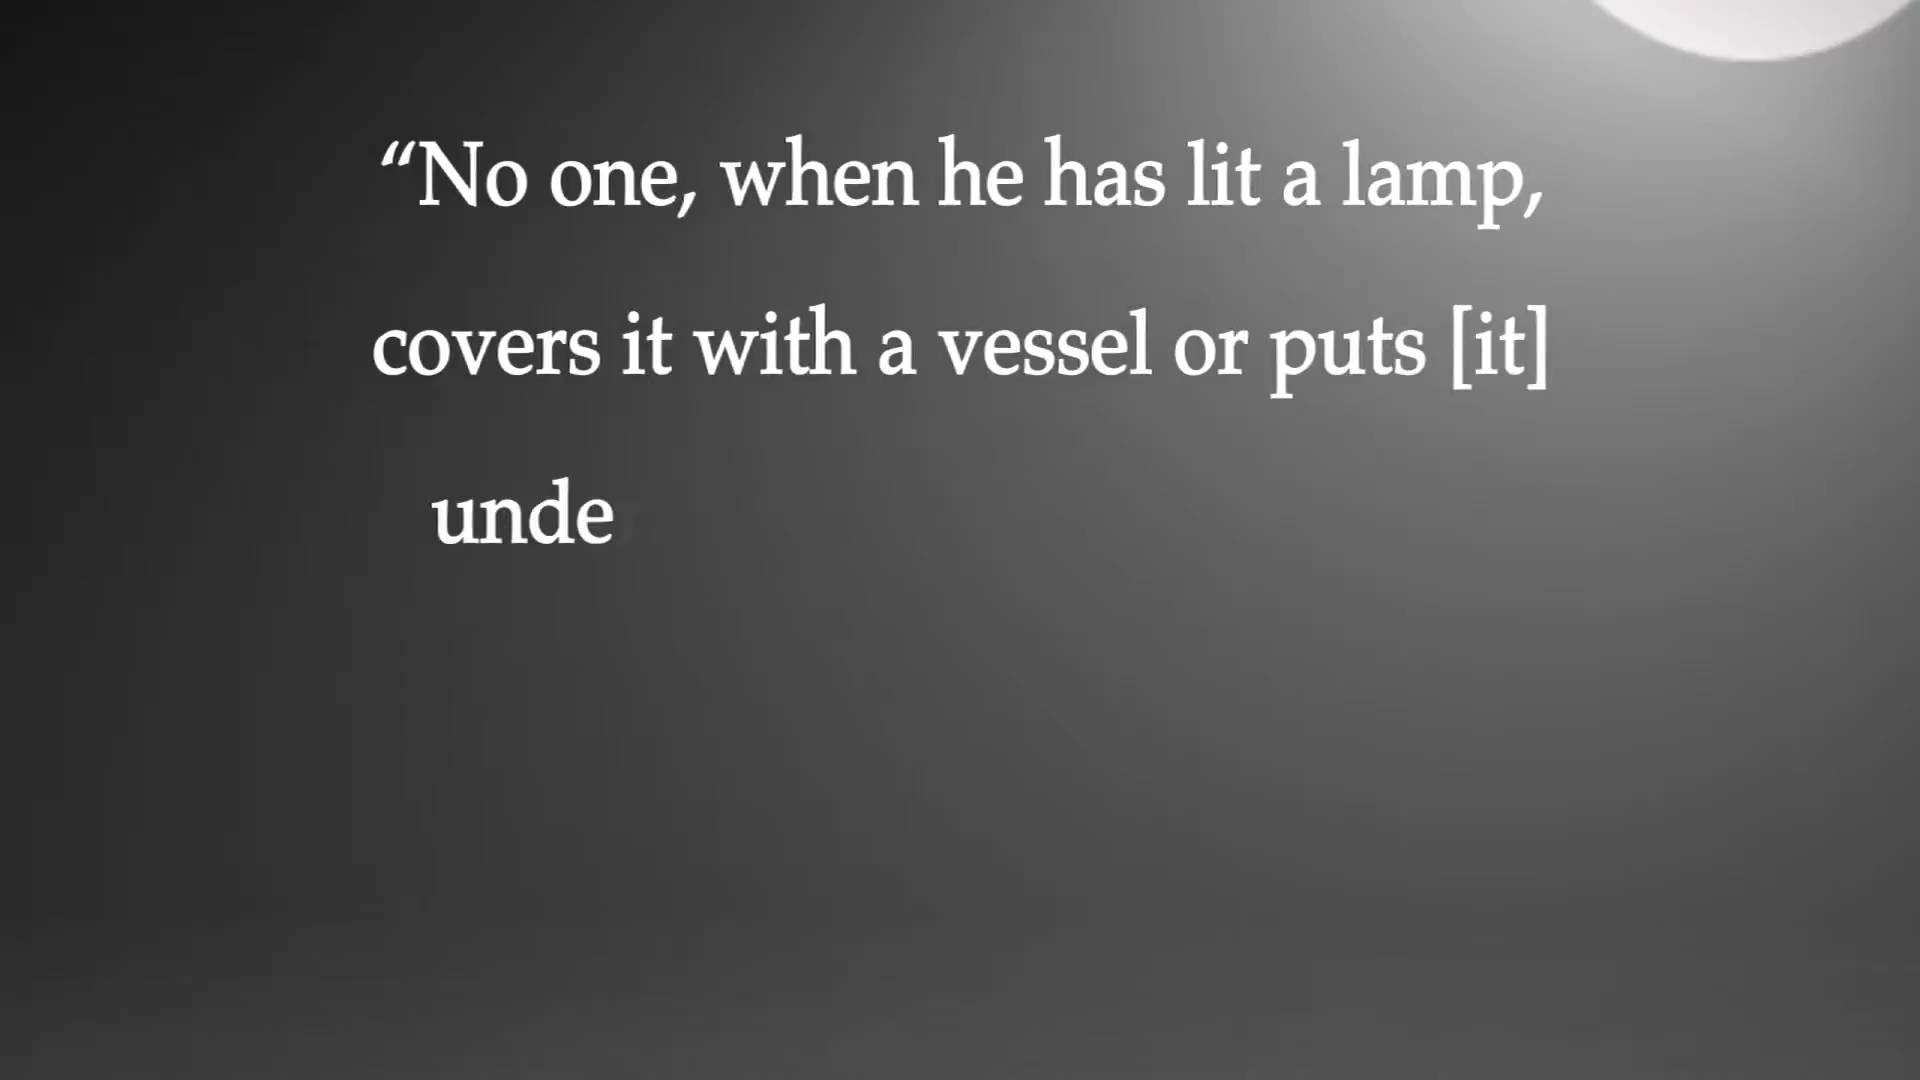 “No one, when he has lit a lamp,
covers it with a vessel or puts [it]
unde